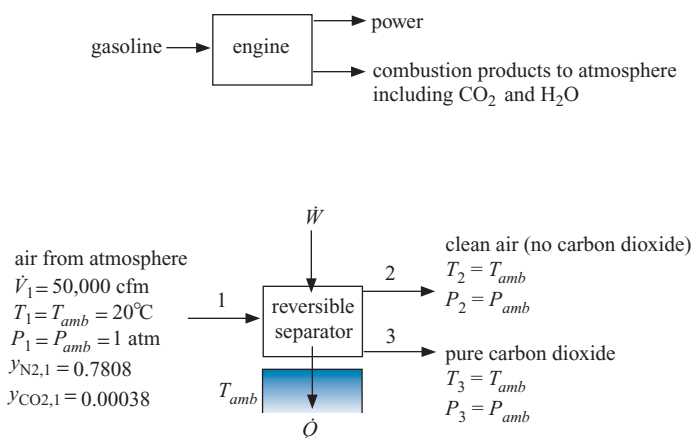 gasoline
engine
power
combustion products to atmosphere
including CO₂ and H₂O
Ẇ
air from atmosphere
V̇₁ = 50,000 cfm
T₁ = Tₐₘb = 20°C
P₁ = Pₐₘb = 1 atm
yN2,1 = 0.7808
yCO2,1 = 0.00038
1
reversible
separator
Tₐₘb
Q̇
2
clean air (no carbon dioxide)
T₂ = Tₐₘb
P₂ = Pₐₘb
3
pure carbon dioxide
T₃ = Tₐₘb
P₃ = Pₐₘb